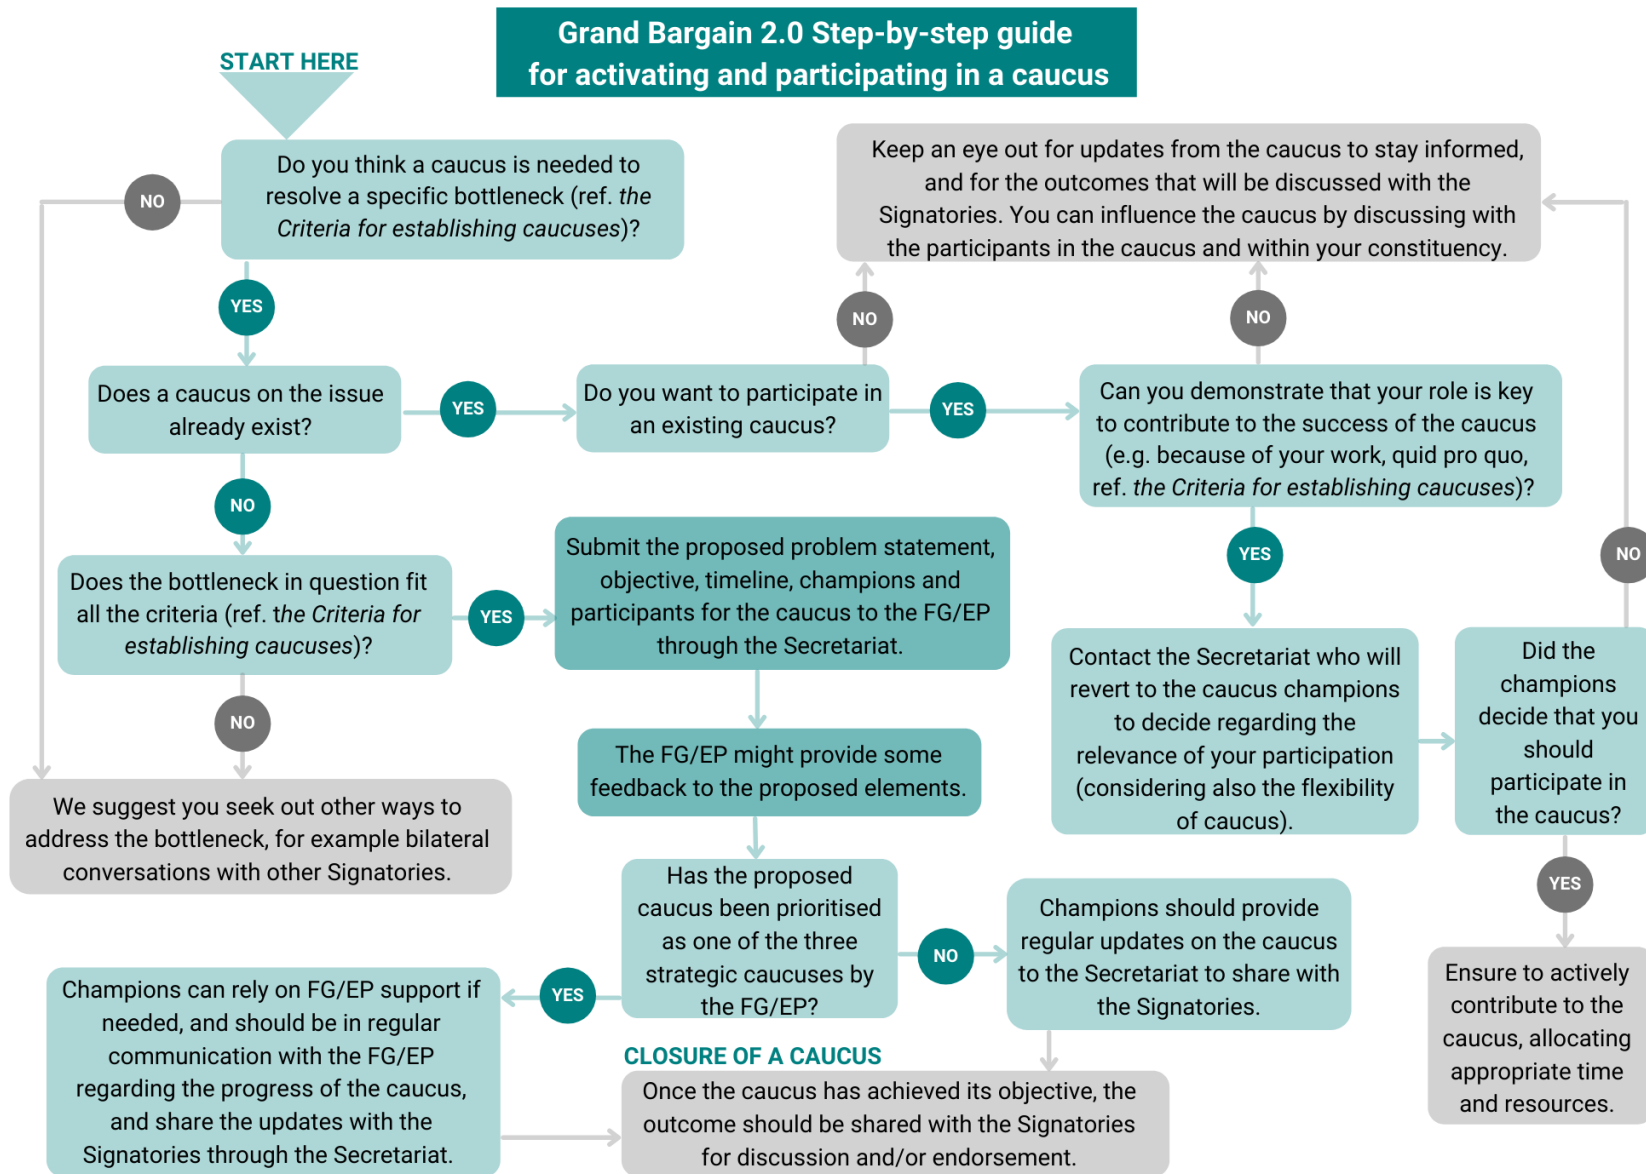 Grand Bargain 2.0 Step-by-step guide
for activating and participating in a caucus
START HERE
Do you think a caucus is needed to
resolve a specific bottleneck (ref. the
Criteria for establishing caucuses)?
NO
YES
Keep an eye out for updates from the caucus to stay informed,
and for the outcomes that will be discussed with the
Signatories. You can influence the caucus by discussing with
the participants in the caucus and within your constituency.
NO
NO
Does a caucus on the issue
already exist?
YES
Do you want to participate in
an existing caucus?
YES
Can you demonstrate that your role is key
to contribute to the success of the caucus
(e.g. because of your work, quid pro quo,
ref. the Criteria for establishing caucuses)?
NO
YES
NO
Does the bottleneck in question fit
all the criteria (ref. the Criteria for
establishing caucuses)?
YES
Submit the proposed problem statement,
objective, timeline, champions and
participants for the caucus to the FG/EP
through the Secretariat.
NO
Contact the Secretariat who will
revert to the caucus champions
to decide regarding the
relevance of your participation
(considering also the flexibility
of caucus).
Did the
champions
decide that you
should
participate in
the caucus?
The FG/EP might provide some
feedback to the proposed elements.
We suggest you seek out other ways to
address the bottleneck, for example bilateral
conversations with other Signatories.
YES
Has the proposed
caucus been prioritised
as one of the three
strategic caucuses by
the FG/EP?
NO
Champions should provide
regular updates on the caucus
to the Secretariat to share with
the Signatories.
YES
Champions can rely on FG/EP support if
needed, and should be in regular
communication with the FG/EP
regarding the progress of the caucus,
and share the updates with the
Signatories through the Secretariat.
Ensure to actively
contribute to the
caucus, allocating
appropriate time
and resources.
CLOSURE OF A CAUCUS
Once the caucus has achieved its objective, the
outcome should be shared with the Signatories
for discussion and/or endorsement.